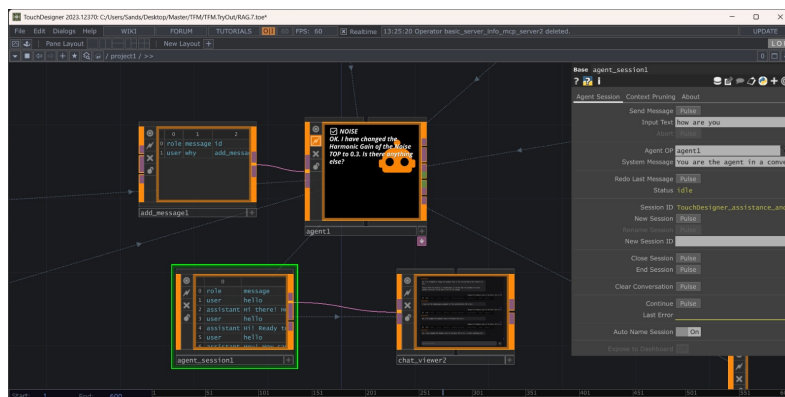 TouchDesigner 2023.12370: C:/Users/Sands/Desktop/Master/TFM/TFM.TryOut/RAG.7.toe*
File Edit Dialogs Help WIKI FORUM TUTORIALS OIl 60 FPS: 60 Realtime 13:25:20 Operator basic_server_info_mcp_server2 deleted. UPDATE
Pane Layout New Layout + LO
/ project1 / >>
Base agent_session1
Agent Session Context Pruning About
Send Message Pulse
Input Text how are you
Abort Pulse
Agent OP agent1
System Message You are the agent in a conve
Redo Last Message Pulse
Status idle
Session ID TouchDesigner_assistance_and
New Session Pulse
Rename Session Pulse
New Session ID
Close Session Pulse
End Session Pulse
Clear Conversation Pulse
Continue Pulse
Last Error
Auto Name Session On
Expose to Dashboard
0 1 2
0 role message id
1 user why add_messag
add_message1
NOISE
OK. I have changed the
Harmonic Gain of the Noise
TOP to 0.3. Is there anything
else?
agent1
0
0 role message
1 user hello
2 assistant Hi there! H
3 user hello
4 assistant Hi! Ready t
5 user hello
agent_session1
chat_viewer2
Start: 1 End: 600 1 51 101 151 201 251 301 351 401 451 501 551